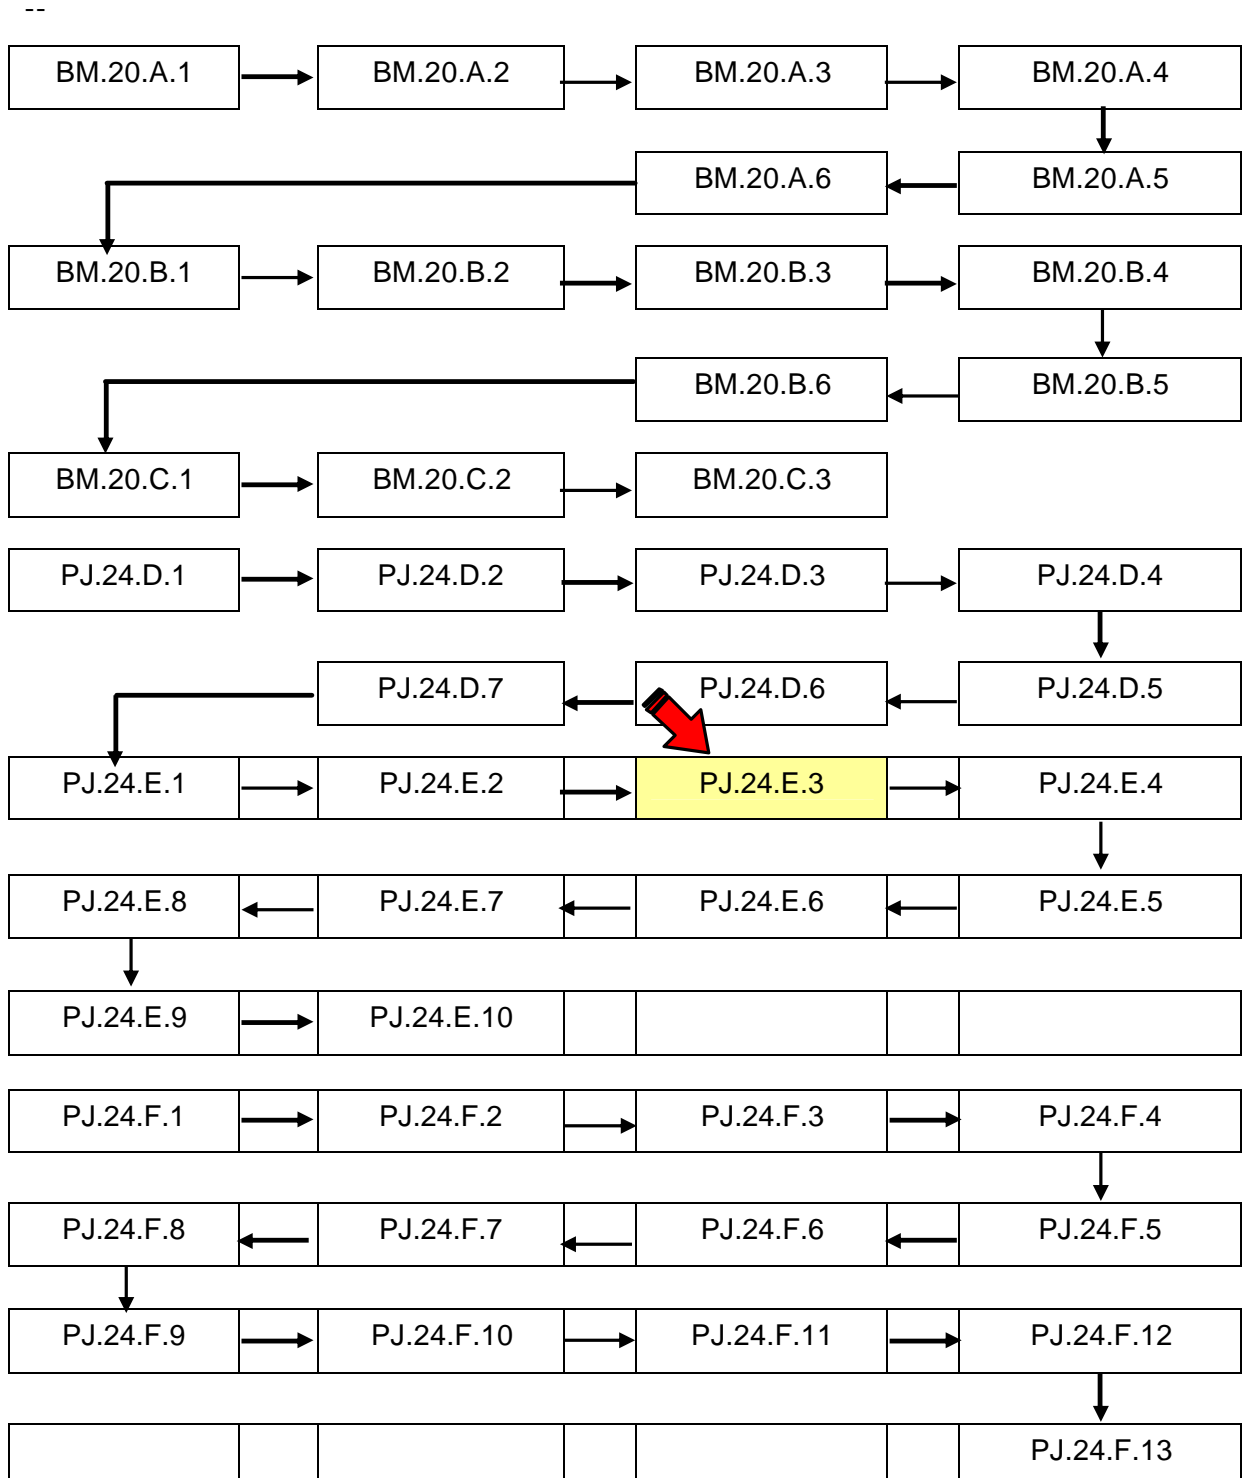 --
BM.20.A.1 BM.20.A.2 BM.20.A.3 BM.20.A.4
BM.20.A.6 BM.20.A.5
BM.20.B.1 BM.20.B.2 BM.20.B.3 BM.20.B.4
BM.20.B.6 BM.20.B.5
BM.20.C.1 BM.20.C.2 BM.20.C.3
PJ.24.D.1 PJ.24.D.2 PJ.24.D.3 PJ.24.D.4
PJ.24.D.7 PJ.24.D.6 PJ.24.D.5
PJ.24.E.1 PJ.24.E.2 PJ.24.E.3 PJ.24.E.4
PJ.24.E.8 PJ.24.E.7 PJ.24.E.6 PJ.24.E.5
PJ.24.E.9 PJ.24.E.10
PJ.24.F.1 PJ.24.F.2 PJ.24.F.3 PJ.24.F.4
PJ.24.F.8 PJ.24.F.7 PJ.24.F.6 PJ.24.F.5
PJ.24.F.9 PJ.24.F.10 PJ.24.F.11 PJ.24.F.12
PJ.24.F.13